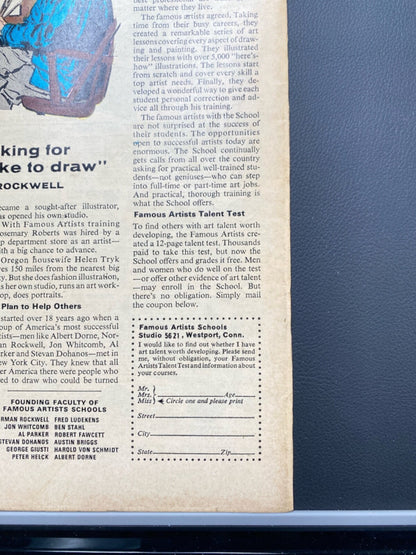 king for
ke to draw"
ROCKWELL
came a sought-after illustrator,
s opened his own studio.
With Famous Artists training
osemary Roberts was hired by a
p department store as an artist—
with a big chance to advance.
Oregon housewife Helen Tryk
ves 150 miles from the nearest big
ty. But she does fashion illustration,
s her own studio, runs an art work-
op, does portraits.
Plan to Help Others
started over 18 years ago when a
oup of America's most successful
tists—men like Albert Dorne, Nor-
an Rockwell, Jon Whitcomb, Al
rker and Stevan Dohanos—met in
ew York City. They knew that all
er America there were people who
ed to draw who could be turned
FOUNDING FACULTY OF
FAMOUS ARTISTS SCHOOLS
RMAN ROCKWELL FRED LUDEKENS
JON WHITCOMB BEN STAHL
AL PARKER ROBERT FAWCETT
STEVAN DOHANOS AUSTIN BRIGGS
GEORGE GIUSTI HAROLD VON SCHMIDT
PETER HELCK ALBERT DORNE
matter where they live.
The famous artists agreed. Taking
time from their busy careers, they
created a remarkable series of art
lessons covering every aspect of draw-
ing and painting. They illustrated
their lessons with over 5,000 "here's-
how" illustrations. The lessons start
from scratch and cover every skill a
top artist needs. Finally, they de-
veloped a wonderful way to give each
student personal correction and ad-
vice all through his training.
The famous artists with the School
are not surprised at the success of
their students. The opportunities
open to successful artists today are
enormous. The School continually
gets calls from all over the country
asking for practical well-trained stu-
dents—not geniuses—who can step
into full-time or part-time art jobs.
And practical, thorough training is
what the School offers.
Famous Artists Talent Test
To find others with art talent worth
developing, the Famous Artists cre-
ated a 12-page talent test. Thousands
paid to take this test, but now the
School offers and grades it free. Men
and women who do well on the test
—or offer other evidence of art talent
—may enroll in the School. But
there's no obligation. Simply mail
the coupon below.
Famous Artists Schools
Studio 5621, Westport, Conn.
I would like to find out whether I have
art talent worth developing. Please send
me, without obligation, your Famous
Artists Talent Test and information about
your courses.
Mr.
Mrs. Age
Miss Circle one and please print
Street
City
State Zip